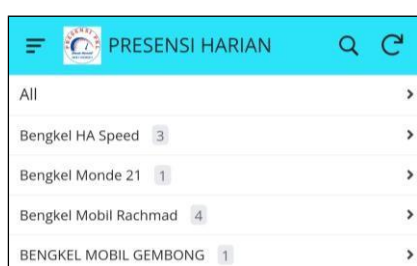 PRESENSI HARIAN
All
Bengkel HA Speed 3
Bengkel Monde 21 1
Bengkel Mobil Rachmad 4
BENGKEL MOBIL GEMBONG 1